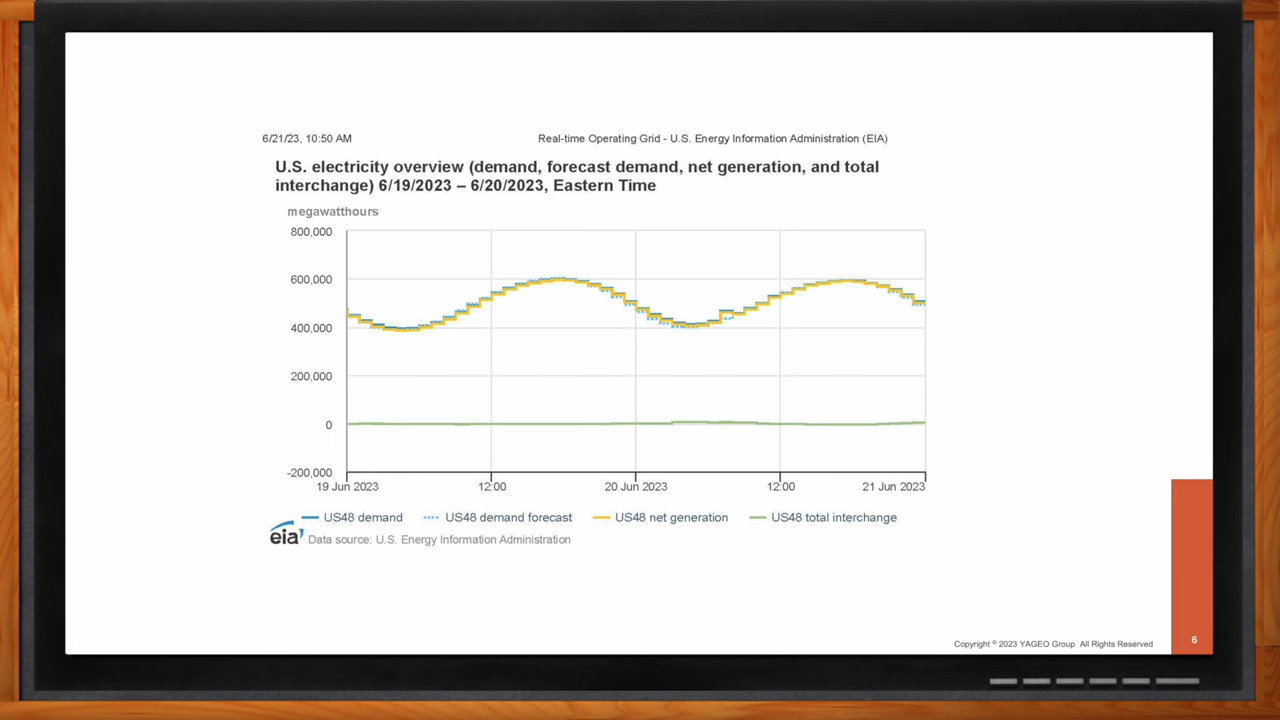 6/21/23, 10:50 AM
Real-time Operating Grid - U.S. Energy Information Administration (EIA)
U.S. electricity overview (demand, forecast demand, net generation, and total
interchange) 6/19/2023 – 6/20/2023, Eastern Time
megawatthours
800,000
600,000
400,000
200,000
0
-200,000
19 Jun 2023
12:00
20 Jun 2023
12:00
21 Jun 2023
US48 demand
US48 demand forecast
US48 net generation
US48 total interchange
eia
Data source: U.S. Energy Information Administration
Copyright © 2023 YAGEO Group All Rights Reserved
6